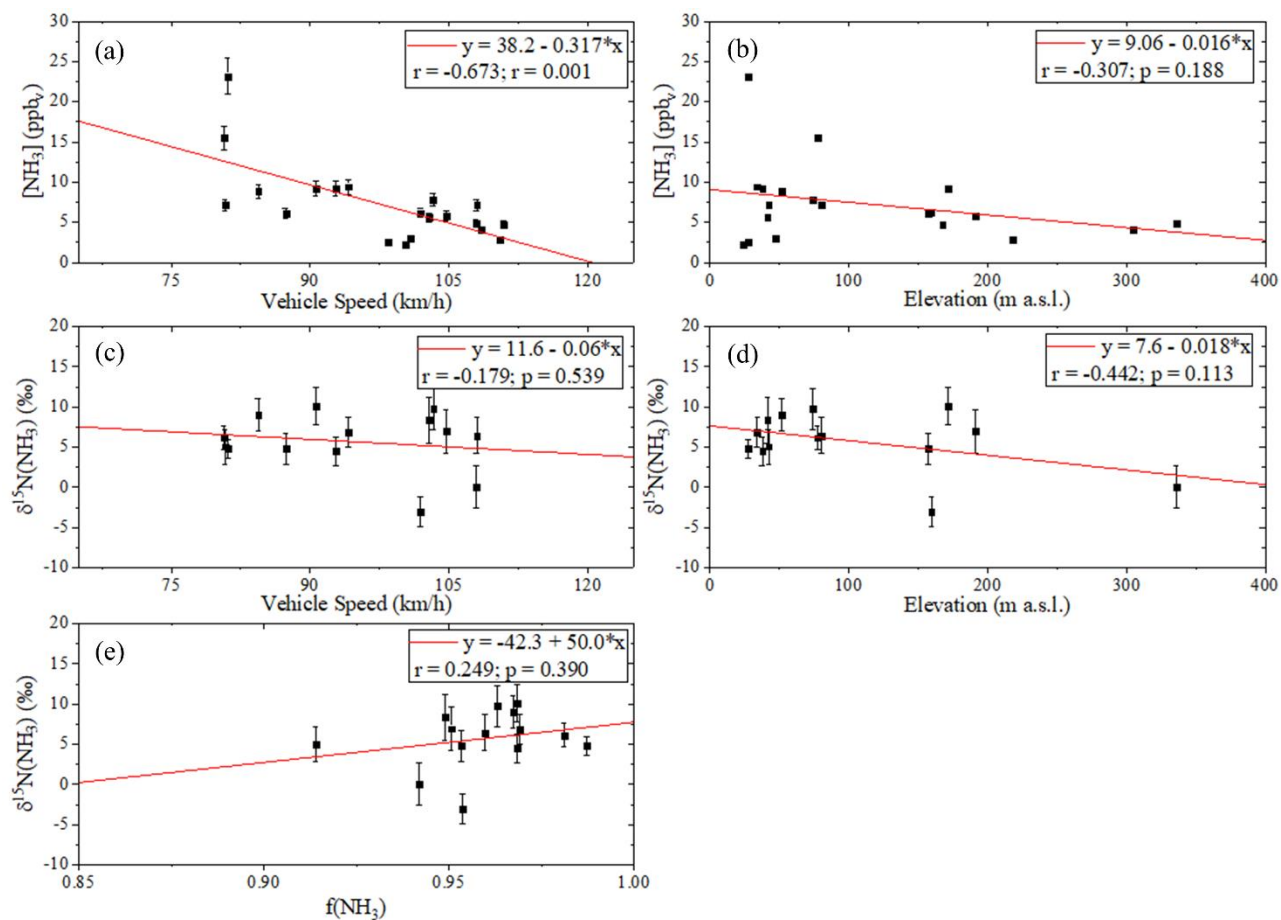 (a)
y = 38.2 - 0.317*x
r = -0.673; r = 0.001
[NH₃] (ppbᵥ)
30
25
20
15
10
5
0
75
90
105
120
Vehicle Speed (km/h)
(b)
y = 9.06 - 0.016*x
r = -0.307; p = 0.188
[NH₃] (ppbᵥ)
30
25
20
15
10
5
0
0
100
200
300
400
Elevation (m a.s.l.)
(c)
y = 11.6 - 0.06*x
r = -0.179; p = 0.539
δ¹⁵N(NH₃) (‰)
20
15
10
5
0
-5
-10
75
90
105
120
Vehicle Speed (km/h)
(d)
y = 7.6 - 0.018*x
r = -0.442; p = 0.113
δ¹⁵N(NH₃) (‰)
20
15
10
5
0
-5
-10
0
100
200
300
400
Elevation (m a.s.l.)
(e)
y = -42.3 + 50.0*x
r = 0.249; p = 0.390
δ¹⁵N(NH₃) (‰)
20
15
10
5
0
-5
-10
0.85
0.90
0.95
1.00
f(NH₃)